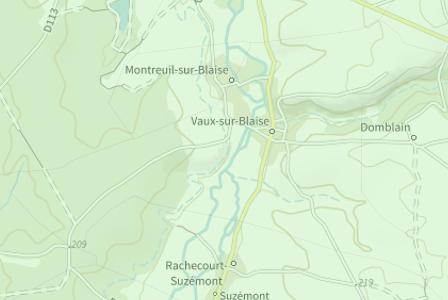 D113
Montreuil-sur-Blaise
Vaux-sur-Blaise
Domblain
209
Rachecourt-
Suzémont
219
Suzémont